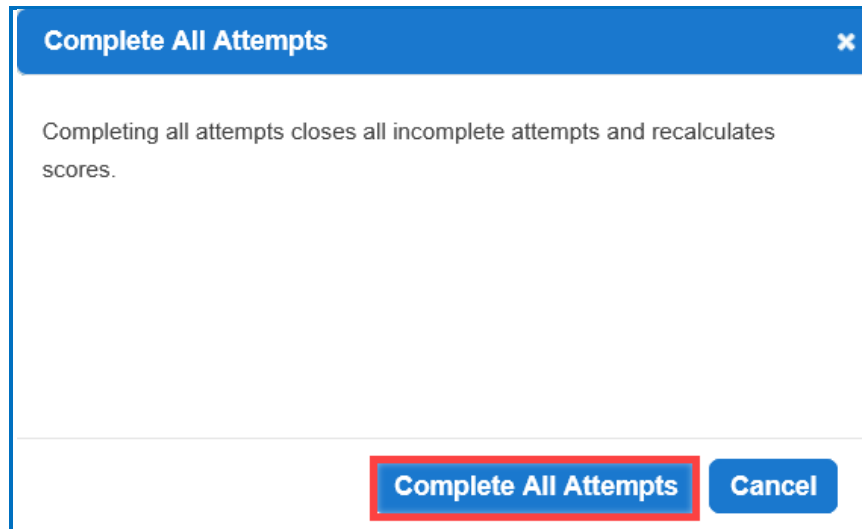 Complete All Attempts
Completing all attempts closes all incomplete attempts and recalculates
scores.
Complete All Attempts Cancel